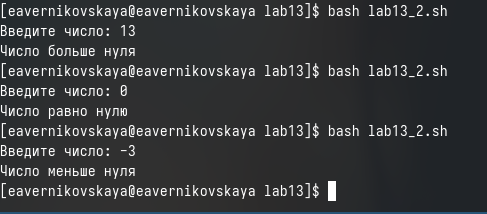 [eavernikovskaya@eavernikovskaya lab13]$ bash lab13_2.sh
Введите число: 13
Число больше нуля
[eavernikovskaya@eavernikovskaya lab13]$ bash lab13_2.sh
Введите число: 0
Число равно нулю
[eavernikovskaya@eavernikovskaya lab13]$ bash lab13_2.sh
Введите число: -3
Число меньше нуля
[eavernikovskaya@eavernikovskaya lab13]$